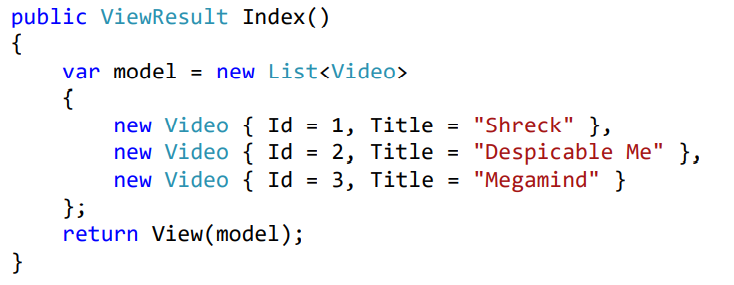 public ViewResult Index()
{
    var model = new List<Video>
    {
        new Video { Id = 1, Title = "Shreck" },
        new Video { Id = 2, Title = "Despicable Me" },
        new Video { Id = 3, Title = "Megamind" }
    };
    return View(model);
}